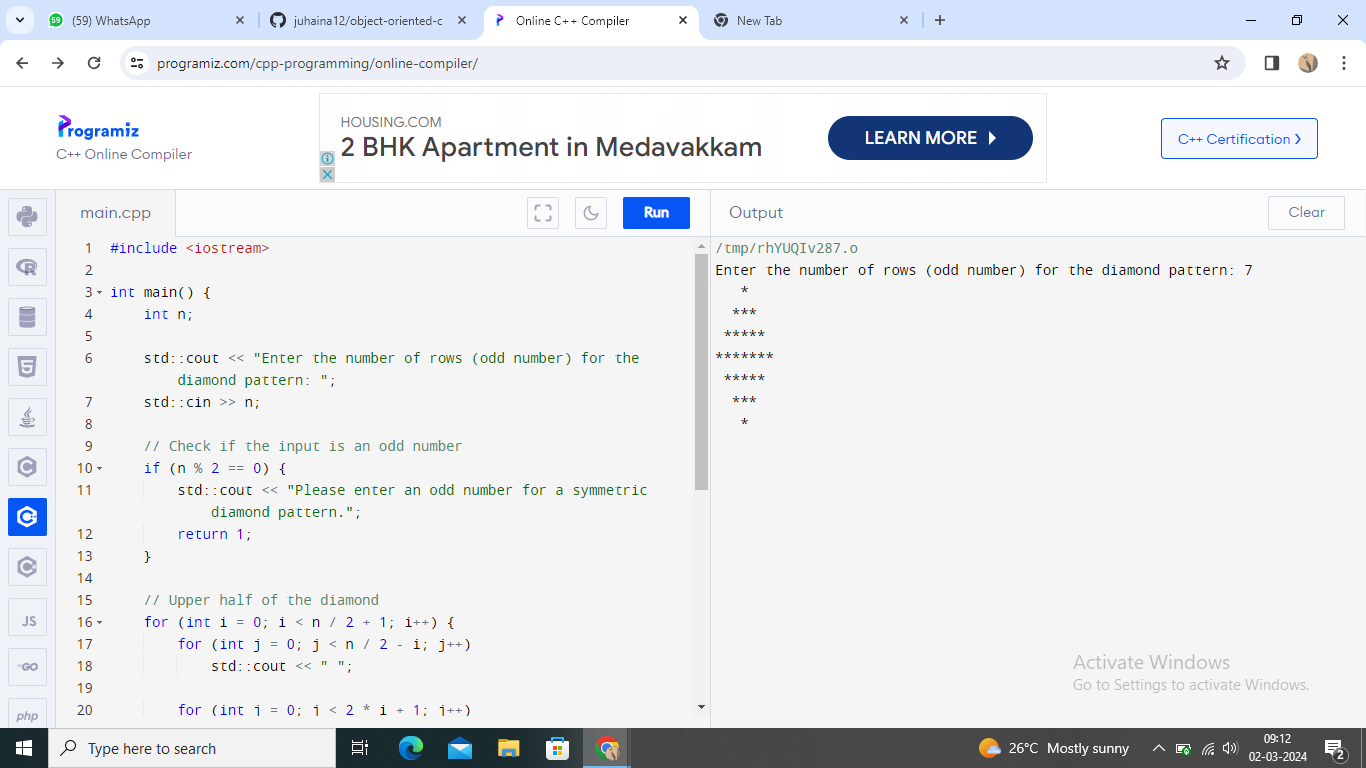 (59) WhatsApp
juhaina12/object-oriented-c
Online C++ Compiler
New Tab
programiz.com/cpp-programming/online-compiler/
Programiz
C++ Online Compiler
HOUSING.COM
2 BHK Apartment in Medavakkam
LEARN MORE
C++ Certification
main.cpp
Run
Output
Clear
1 #include <iostream>
2
3 int main() {
4     int n;
5
6     std::cout << "Enter the number of rows (odd number) for the
        diamond pattern: ";
7     std::cin >> n;
8
9     // Check if the input is an odd number
10     if (n % 2 == 0) {
11         std::cout << "Please enter an odd number for a symmetric
            diamond pattern.";
12         return 1;
13     }
14
15     // Upper half of the diamond
16     for (int i = 0; i < n / 2 + 1; i++) {
17         for (int j = 0; j < n / 2 - i; j++)
18             std::cout << " ";
19
20         for (int j = 0; j < 2 * i + 1; j++)
/tmp/rhYUQIv287.o
Enter the number of rows (odd number) for the diamond pattern: 7
   *
  ***
 *****
*******
 *****
  ***
   *
JS
GO
php
Activate Windows
Go to Settings to activate Windows.
Type here to search
26°C Mostly sunny
09:12
02-03-2024
2